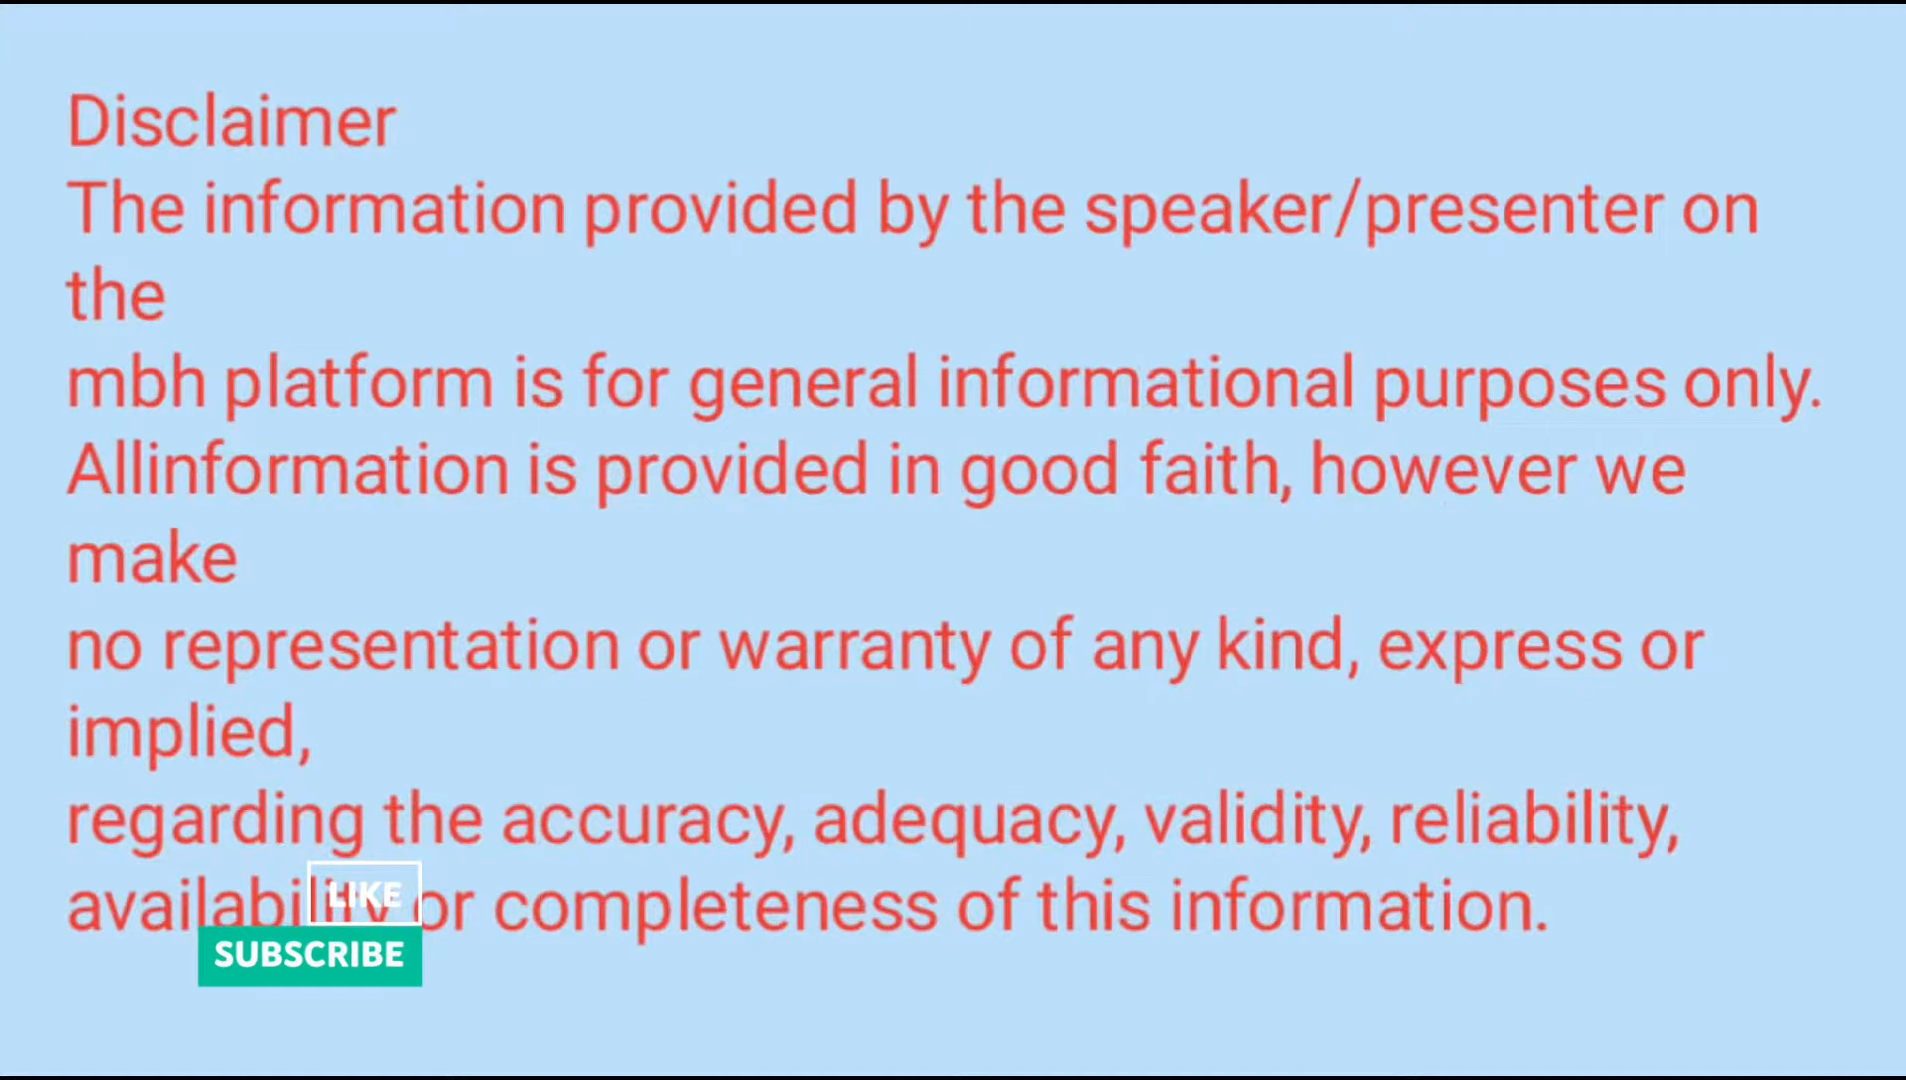 Disclaimer
The information provided by the speaker/presenter on
the
mbh platform is for general informational purposes only.
Allinformation is provided in good faith, however we
make
no representation or warranty of any kind, express or
implied,
regarding the accuracy, adequacy, validity, reliability,
availability or completeness of this information.
LIKE
SUBSCRIBE